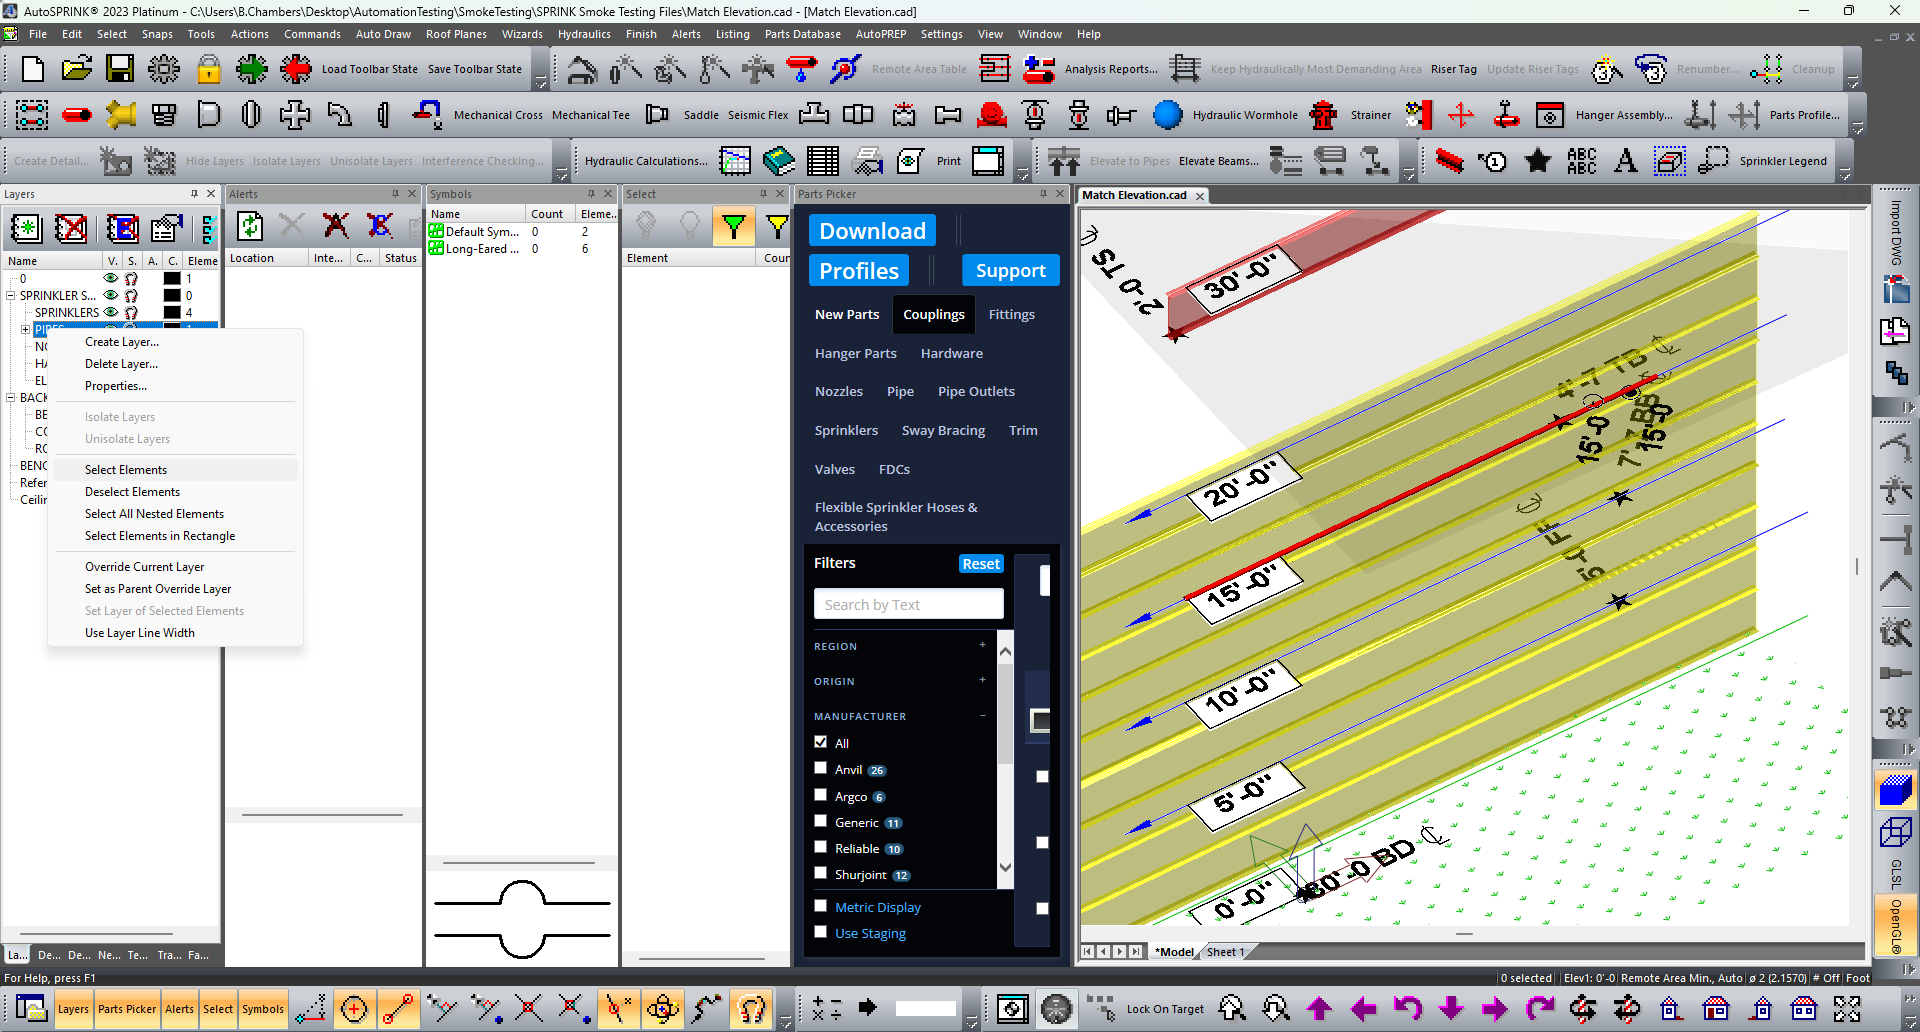 AutoSPRINK® 2023 Platinum - C:\Users\B.Chambers\Desktop\AutomationTesting\SmokeTesting\SPRINK Smoke Testing Files\Match Elevation.cad - [Match Elevation.cad]
File Edit Select Snaps Tools Actions Commands Auto Draw Roof Planes Wizards Hydraulics Finish Alerts Listing Parts Database AutoPREP Settings View Window Help
Load Toolbar State Save Toolbar State Remote Area Table Analysis Reports... Keep Hydraulically Most Demanding Area Riser Tag Update Riser Tags Renumber... Cleanup
Mechanical Cross Mechanical Tee Saddle Seismic Flex Hydraulic Wormhole Strainer Hanger Assembly... Parts Profile...
Create Detail... Hide Layers Isolate Layers Unisolate Layers Interference Checking... Hydraulic Calculations... Print Elevate to Pipes Elevate Beams... ABC ABC A Sprinkler Legend
Layers
Name V. S. A. C. Eleme
0 1
SPRINKLER S... 0
SPRINKLERS 4
PIPES 1
NO
HA
EL
BACK
BE
CO
RO
BENC
Refer
Ceilin
Create Layer...
Delete Layer...
Properties...
Isolate Layers
Unisolate Layers
Select Elements
Deselect Elements
Select All Nested Elements
Select Elements in Rectangle
Override Current Layer
Set as Parent Override Layer
Set Layer of Selected Elements
Use Layer Line Width
La... De... De... Ne... Te... Tra... Fa...
Alerts
Location Inte... C... Status
Symbols
Name Count Eleme...
Default Sym... 0 2
Long-Eared ... 0 6
Select
Element Coun
Parts Picker
Download
Profiles Support
New Parts Couplings Fittings
Hanger Parts Hardware
Nozzles Pipe Pipe Outlets
Sprinklers Sway Bracing Trim
Valves FDCs
Flexible Sprinkler Hoses &
Accessories
Filters Reset
Search by Text
REGION +
ORIGIN +
MANUFACTURER −
All
Anvil 26
Argco 6
Generic 11
Reliable 10
Shurjoint 12
Metric Display
Use Staging
Match Elevation.cad
2'-0 TS
30'-0"
4'-7 TB
15'-0
7'-7 BB
15'-0
20'-0"
15'-0"
10'-0"
5'-0"
0'-0"
30'-0 BD
*Model Sheet 1
Import DWG
GLSL
OpenGL®
For Help, press F1
0 selected Elev1: 0'-0 Remote Area Min., Auto ø 2 (2.1570) # Off Foot
Layers Parts Picker Alerts Select Symbols Lock On Target